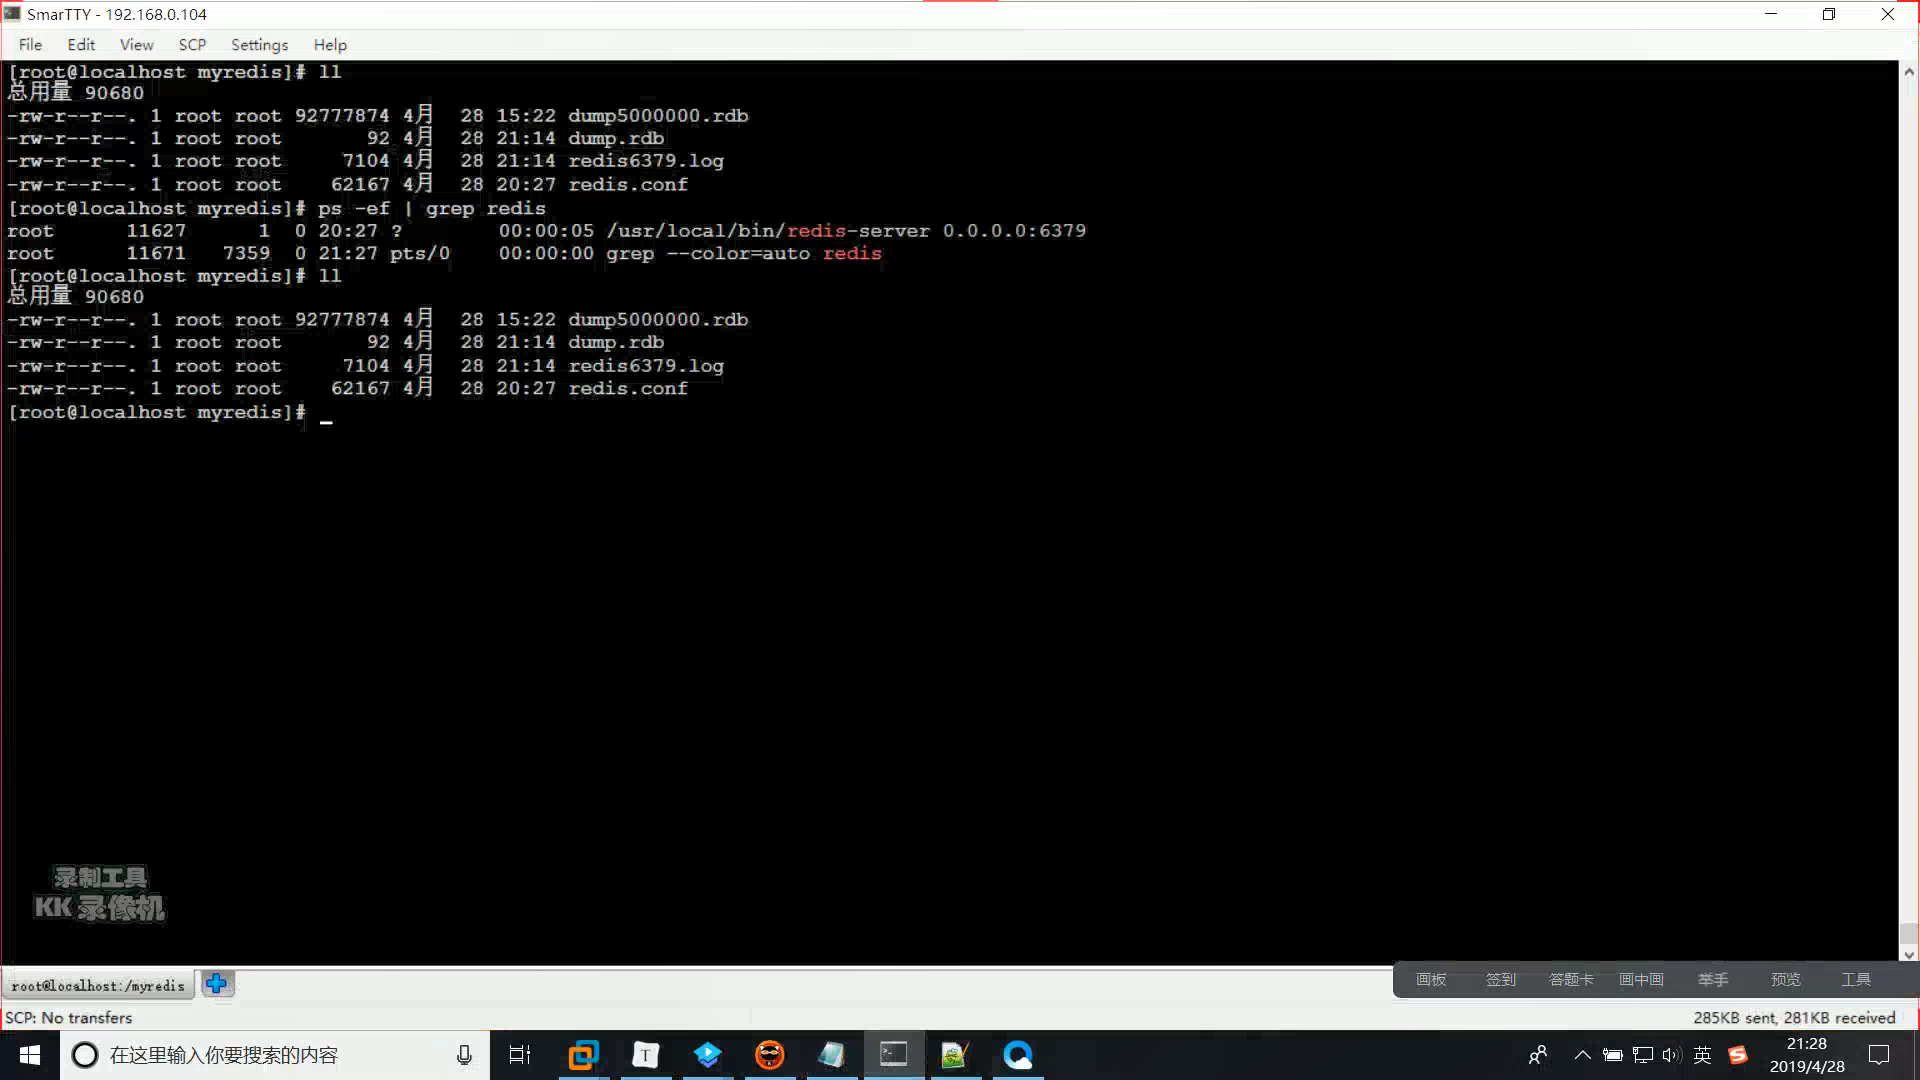 SmarTTY - 192.168.0.104
File Edit View SCP Settings Help
[root@localhost myredis]# ll
总用量 90680
-rw-r--r--. 1 root root 92777874 4月  28 15:22 dump5000000.rdb
-rw-r--r--. 1 root root       92 4月  28 21:14 dump.rdb
-rw-r--r--. 1 root root     7104 4月  28 21:14 redis6379.log
-rw-r--r--. 1 root root    62167 4月  28 20:27 redis.conf
[root@localhost myredis]# ps -ef | grep redis
root      11627      1  0 20:27 ?        00:00:05 /usr/local/bin/redis-server 0.0.0.0:6379
root      11671   7359  0 21:27 pts/0    00:00:00 grep --color=auto redis
[root@localhost myredis]# ll
总用量 90680
-rw-r--r--. 1 root root 92777874 4月  28 15:22 dump5000000.rdb
-rw-r--r--. 1 root root       92 4月  28 21:14 dump.rdb
-rw-r--r--. 1 root root     7104 4月  28 21:14 redis6379.log
-rw-r--r--. 1 root root    62167 4月  28 20:27 redis.conf
[root@localhost myredis]# _
录制工具
KK 录像机
root@localhost:/myredis
画板 签到 答题卡 画中画 举手 预览 工具
SCP: No transfers
285KB sent, 281KB received
在这里输入你要搜索的内容
T
英
21:28
2019/4/28